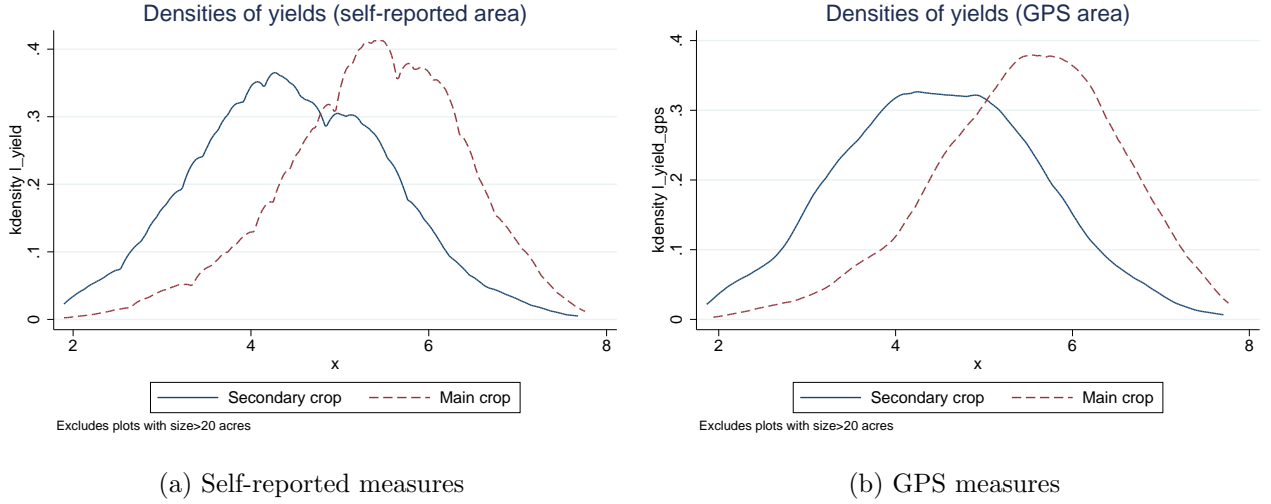 Densities of yields (self-reported area)
kdensity l_yield
.4
.3
.2
.1
0
2 4 6 8
x
Secondary crop Main crop
Excludes plots with size>20 acres
(a) Self-reported measures
Densities of yields (GPS area)
kdensity l_yield_gps
.4
.3
.2
.1
0
2 4 6 8
x
Secondary crop Main crop
Excludes plots with size>20 acres
(b) GPS measures